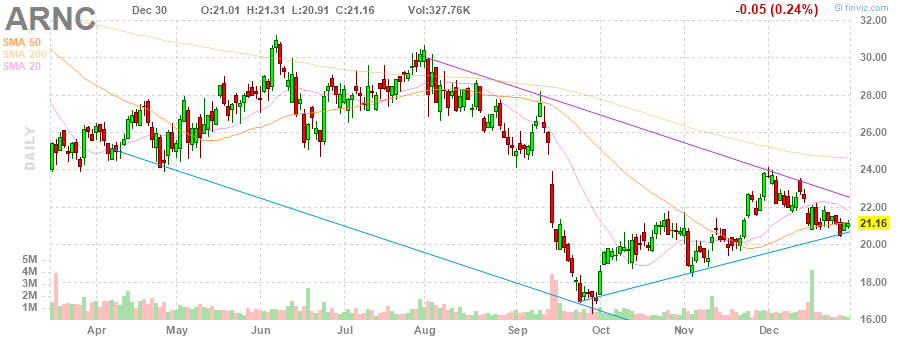 ARNC Dec 30 O:21.01 H:21.31 L:20.91 C:21.16 Vol:327.76K -0.05 (0.24%)
© finviz.com
SMA 50
SMA 200
SMA 20
DAILY
32.00
30.00
28.00
26.00
24.00
22.00
21.16
20.00
18.00
16.00
5M
4M
3M
2M
1M
Apr May Jun Jul Aug Sep Oct Nov Dec